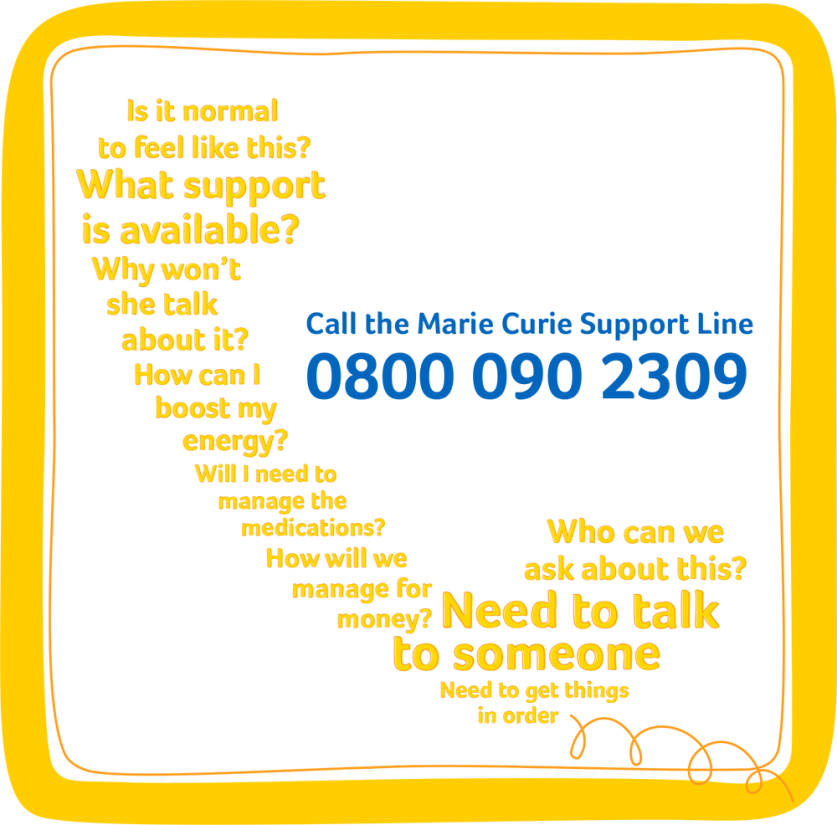 Is it normal
to feel like this?
What support
is available?
Why won’t
she talk
about it?
How can I
boost my
energy?
Will I need to
manage the
medications?
How will we
manage for
money?
Need to talk
to someone
Need to get things
in order
Who can we
ask about this?
Call the Marie Curie Support Line
0800 090 2309